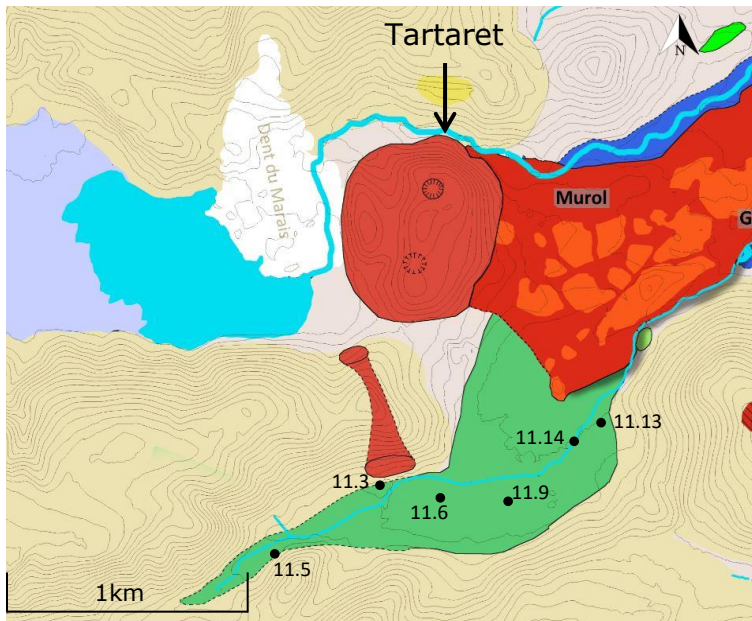 Tartaret
N
Dent du Marais
Murol
G
11.13
11.14
11.3
11.6
11.9
11.5
1km